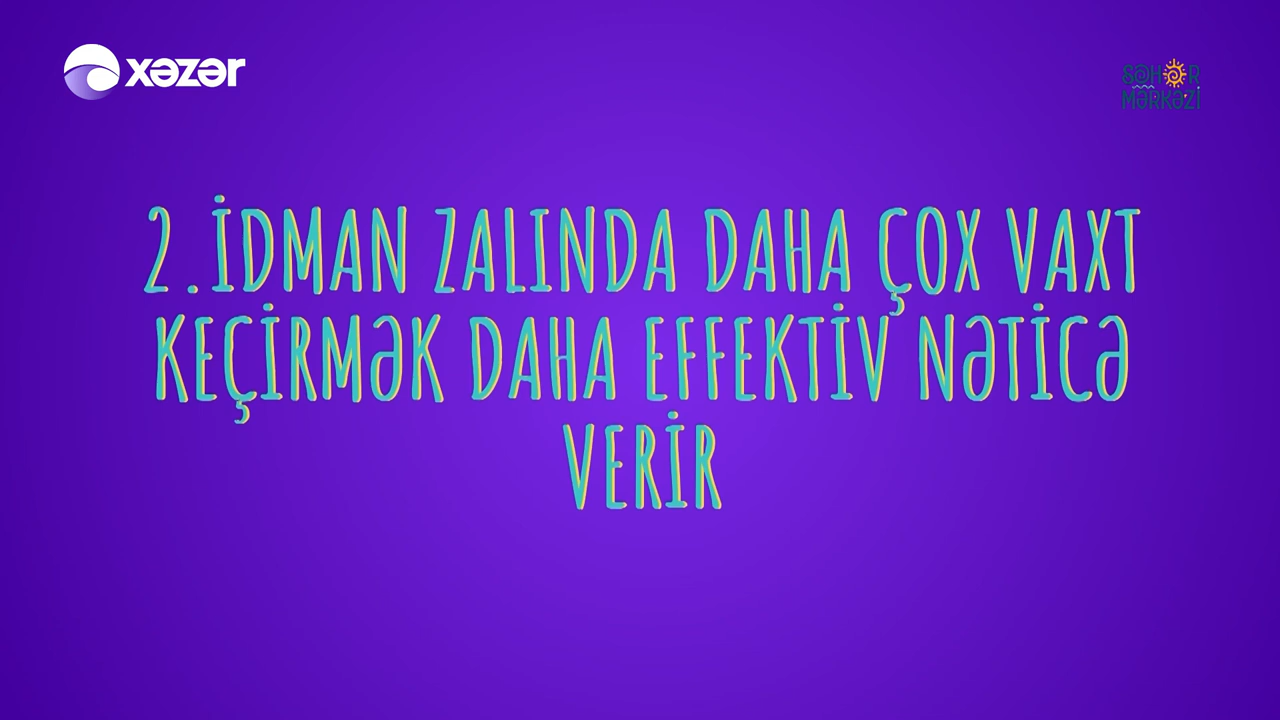 xəzər
SƏHƏR
MƏRKƏZİ
2.İDMAN ZALINDA DAHA ÇOX VAXT
KEÇİRMƏK DAHA EFFEKTİV NƏTİCƏ
VERİR